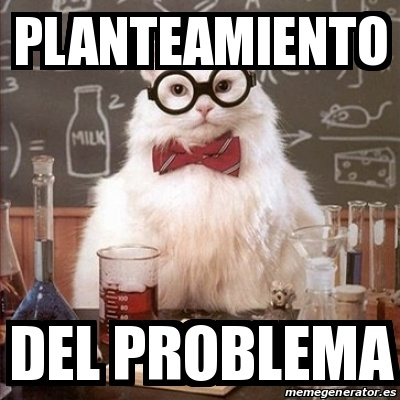 PLANTEAMIENTO
MILK
DEL PROBLEMA
memegenerator.es